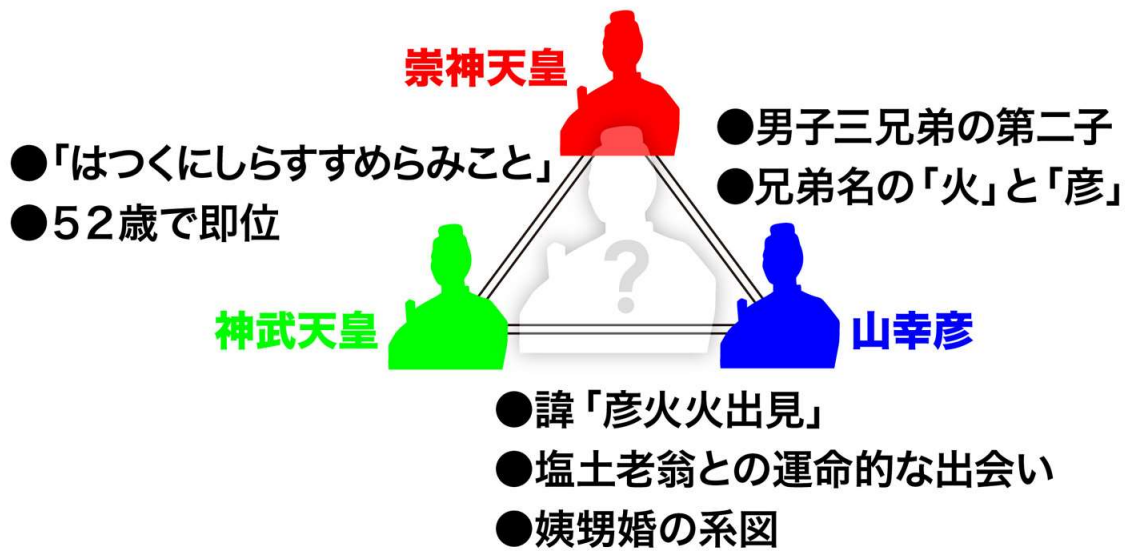 崇神天皇
●男子三兄弟の第二子
●兄弟名の「火」と「彦」
●「はつくにしらすすめらみこと」
●５２歳で即位
?
神武天皇
山幸彦
●諱「彦火火出見」
●塩土老翁との運命的な出会い
●姨甥婚の系図